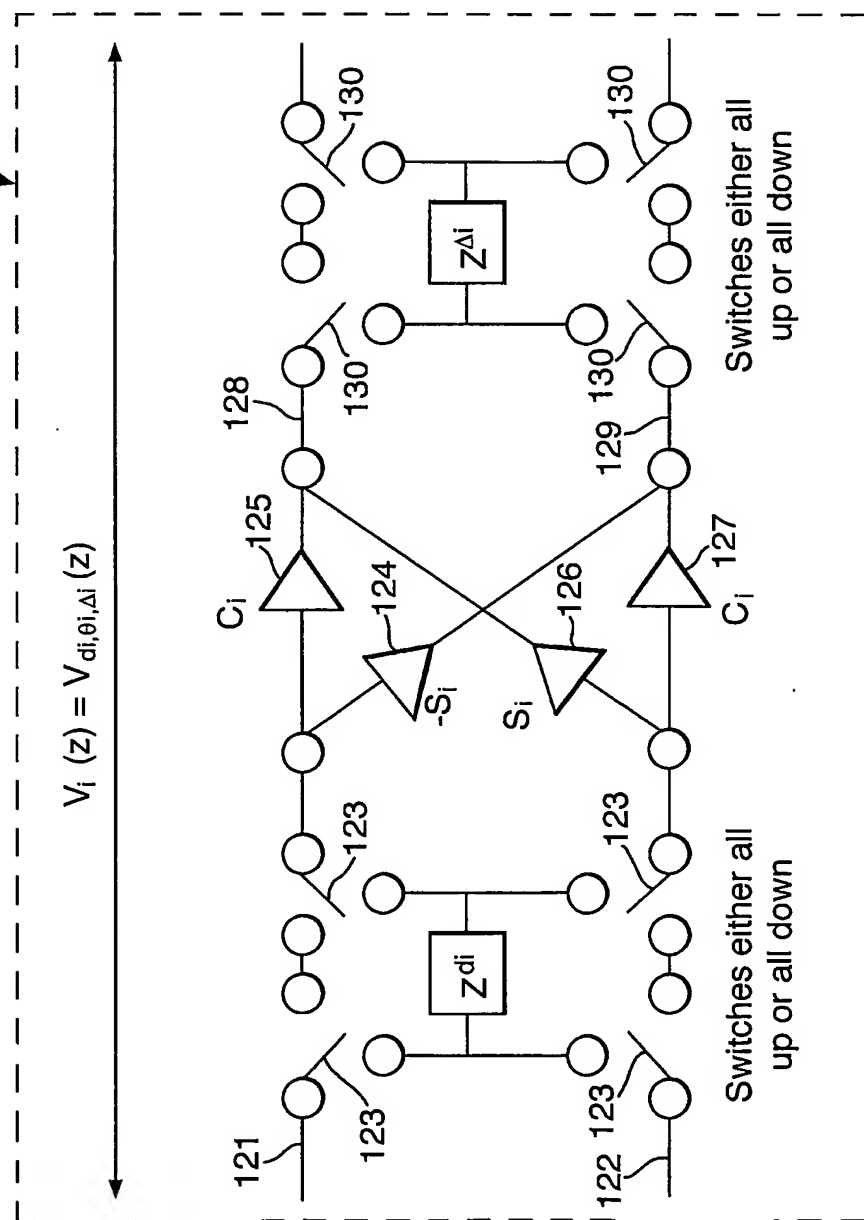 V_i (z) = V_di,θi,Δi (z)
121
123
Z^di
123
C_i
125
128
130
Z^Δi
130
-S_i
124
S_i
126
122
123
123
C_i
127
129
130
130
Switches either all
up or all down
Switches either all
up or all down